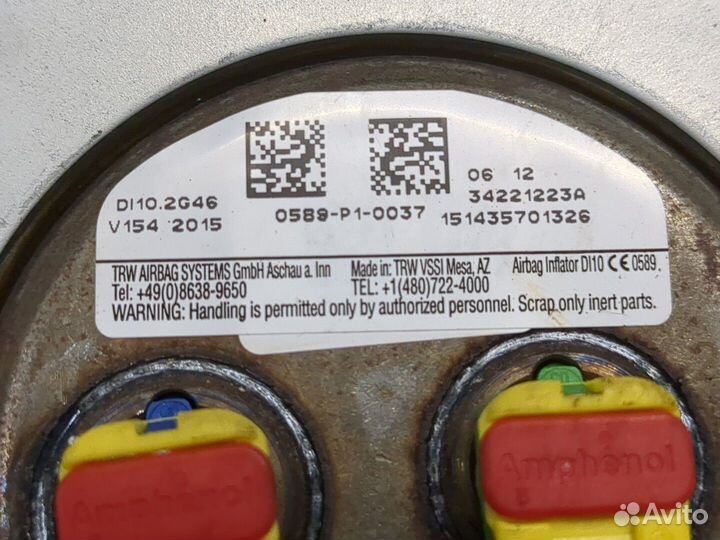 DI10.2G46
V154 2015
0589-P1-0037
06 12
34221223A
151435701326
TRW AIRBAG SYSTEMS GmbH Aschau a. Inn
Tel: +49(0)8638-9650
Made in: TRW VSSI Mesa, AZ
TEL: +1(480)722-4000
Airbag Inflator DI10 CE 0589
WARNING: Handling is permitted only by authorized personnel. Scrap only inert parts.
Amphenol
Amphenol
Avito